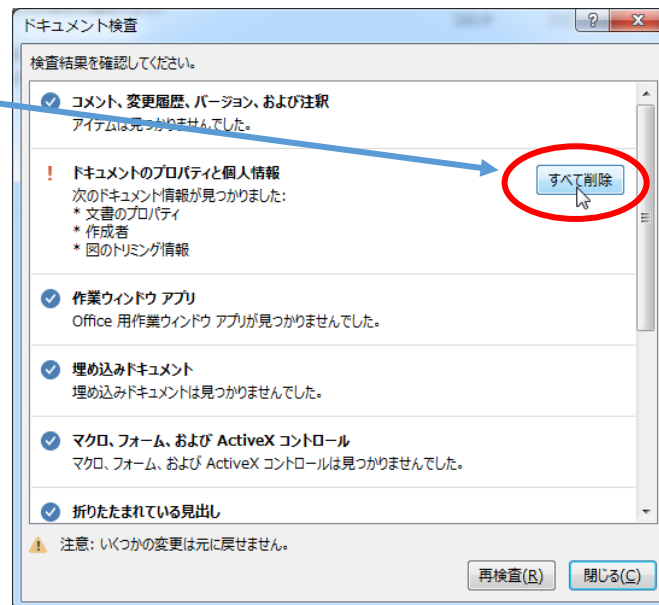 ドキュメント検査
検査結果を確認してください。
コメント、変更履歴、バージョン、および注釈
アイテムは見つかりませんでした。
ドキュメントのプロパティと個人情報
すべて削除
次のドキュメント情報が見つかりました:
* 文書のプロパティ
* 作成者
* 図のトリミング情報
作業ウィンドウ アプリ
Office 用作業ウィンドウ アプリが見つかりませんでした。
埋め込みドキュメント
埋め込みドキュメントは見つかりませんでした。
マクロ、フォーム、および ActiveX コントロール
マクロ、フォーム、および ActiveX コントロールは見つかりませんでした。
折りたたまれている見出し
注意: いくつかの変更は元に戻せません。
再検査(R) 閉じる(C)